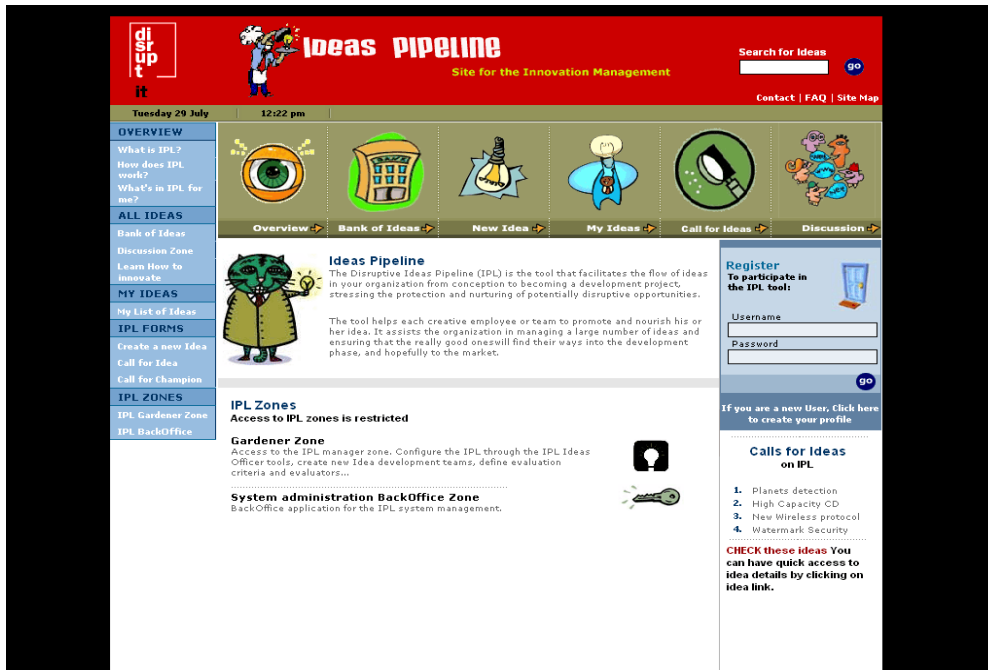 disrupt
it
Ideas PIPELINE
Site for the Innovation Management
Search for Ideas
go
Contact | FAQ | Site Map
Tuesday 29 July
12:22 pm
OVERVIEW
What is IPL?
How does IPL
work?
What's in IPL for
me?
ALL IDEAS
Bank of Ideas
Discussion Zone
Learn How to
innovate
MY IDEAS
My List of Ideas
IPL FORMS
Create a new Idea
Call for Idea
Call for Champion
IPL ZONES
IPL Gardener Zone
IPL BackOffice
Overview
Bank of Ideas
New Idea
My Ideas
Call for Ideas
Discussion
Ideas Pipeline
The Disruptive Ideas Pipeline (IPL) is the tool that facilitates the flow of ideas
in your organization from conception to becoming a development project,
stressing the protection and nurturing of potentially disruptive opportunities.
The tool helps each creative employee or team to promote and nourish his or
her idea. It assists the organization in managing a large number of ideas and
ensuring that the really good oneswill find their ways into the development
phase, and hopefully to the market.
IPL Zones
Access to IPL zones is restricted
Gardener Zone
Access to the IPL manager zone. Configure the IPL through the IPL Ideas
Officer tools, create new Idea development teams, define evaluation
criteria and evaluators...
System administration BackOffice Zone
BackOffice application for the IPL system management.
Register
To participate in
the IPL tool:
Username
Password
go
If you are a new User, Click here
to create your profile
Calls for Ideas
on IPL
1. Planets detection
2. High Capacity CD
3. New Wireless protocol
4. Watermark Security
CHECK these ideas You
can have quick access to
idea details by clicking on
idea link.